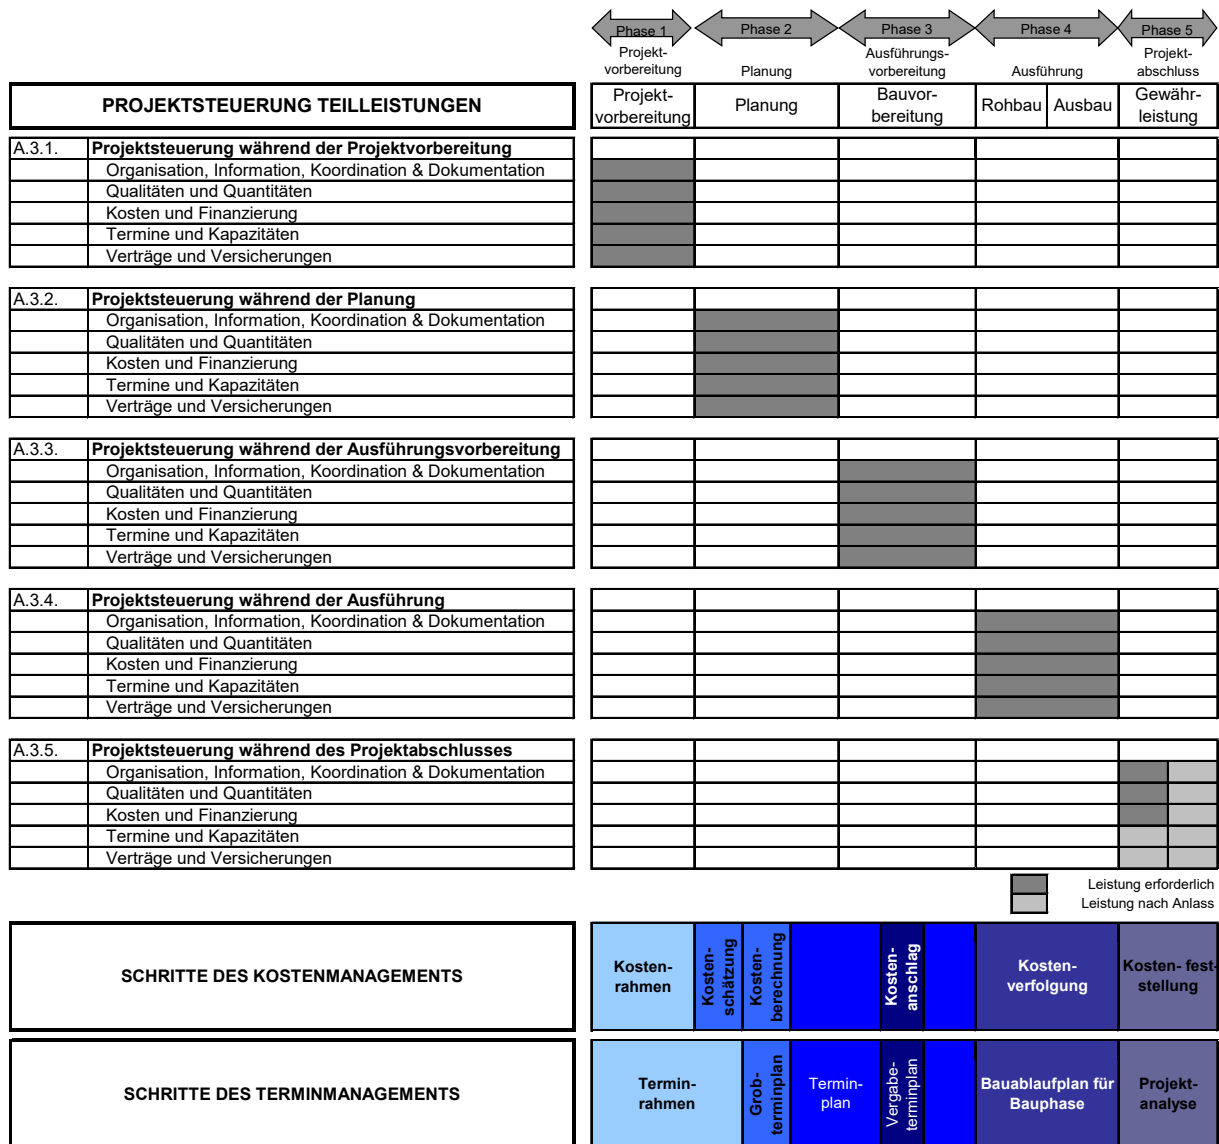 Phase 1
Phase 2
Phase 3
Phase 4
Phase 5
Projekt-
vorbereitung
Planung
Ausführungs-
vorbereitung
Ausführung
Projekt-
abschluss
PROJEKTSTEUERUNG TEILLEISTUNGEN
Projekt-
vorbereitung
Planung
Bauvor-
bereitung
Rohbau
Ausbau
Gewähr-
leistung
A.3.1. Projektsteuerung während der Projektvorbereitung
Organisation, Information, Koordination & Dokumentation
Qualitäten und Quantitäten
Kosten und Finanzierung
Termine und Kapazitäten
Verträge und Versicherungen
A.3.2. Projektsteuerung während der Planung
Organisation, Information, Koordination & Dokumentation
Qualitäten und Quantitäten
Kosten und Finanzierung
Termine und Kapazitäten
Verträge und Versicherungen
A.3.3. Projektsteuerung während der Ausführungsvorbereitung
Organisation, Information, Koordination & Dokumentation
Qualitäten und Quantitäten
Kosten und Finanzierung
Termine und Kapazitäten
Verträge und Versicherungen
A.3.4. Projektsteuerung während der Ausführung
Organisation, Information, Koordination & Dokumentation
Qualitäten und Quantitäten
Kosten und Finanzierung
Termine und Kapazitäten
Verträge und Versicherungen
A.3.5. Projektsteuerung während des Projektabschlusses
Organisation, Information, Koordination & Dokumentation
Qualitäten und Quantitäten
Kosten und Finanzierung
Termine und Kapazitäten
Verträge und Versicherungen
Leistung erforderlich
Leistung nach Anlass
SCHRITTE DES KOSTENMANAGEMENTS
Kosten-
rahmen
Kosten-
schätzung
Kosten-
berechnung
Kosten-
anschlag
Kosten-
verfolgung
Kosten- fest-
stellung
SCHRITTE DES TERMINMANAGEMENTS
Termin-
rahmen
Grob-
terminplan
Termin-
plan
Vergabe-
terminplan
Bauablaufplan für
Bauphase
Projekt-
analyse